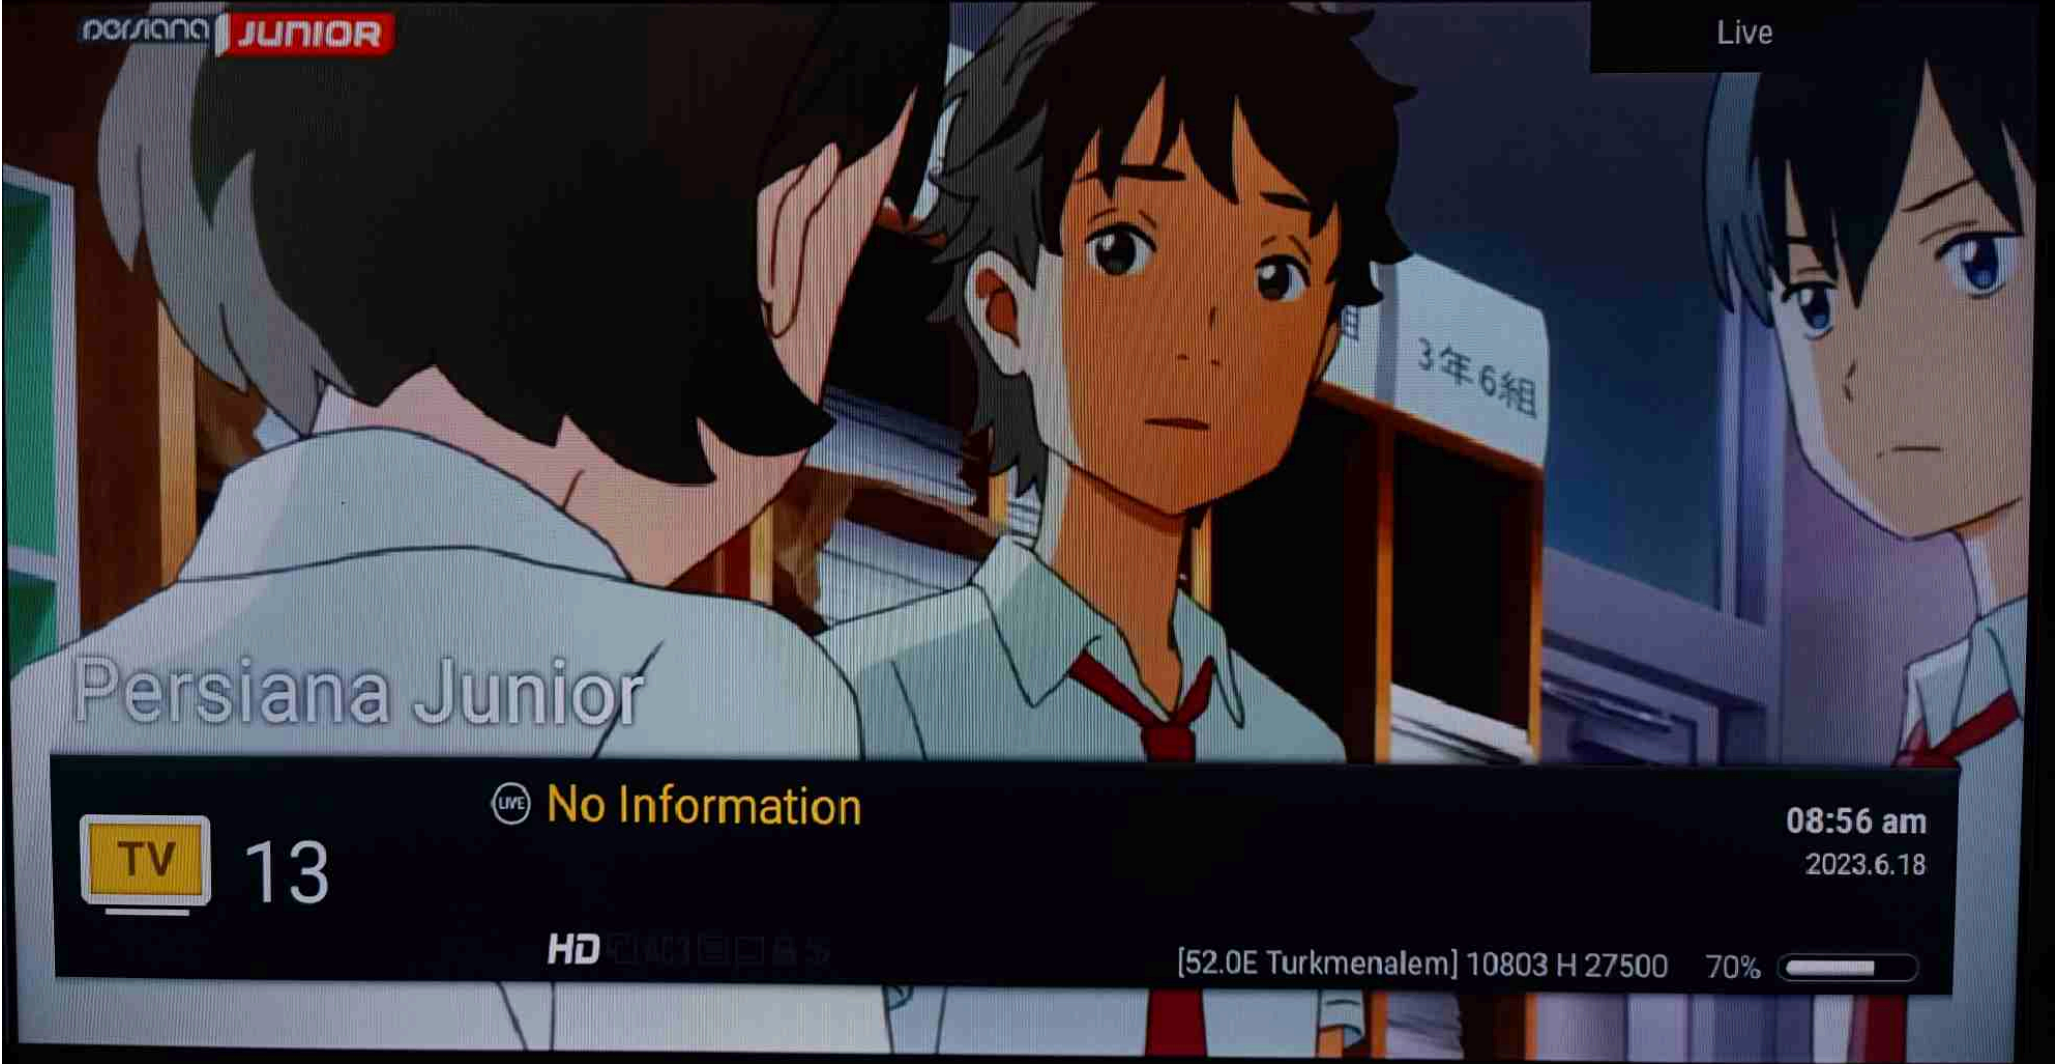 persiana JUNIOR
Live
3年6組
Persiana Junior
LIVE No Information
08:56 am
TV 13
2023.6.18
HD
[52.0E Turkmenalem] 10803 H 27500 70%